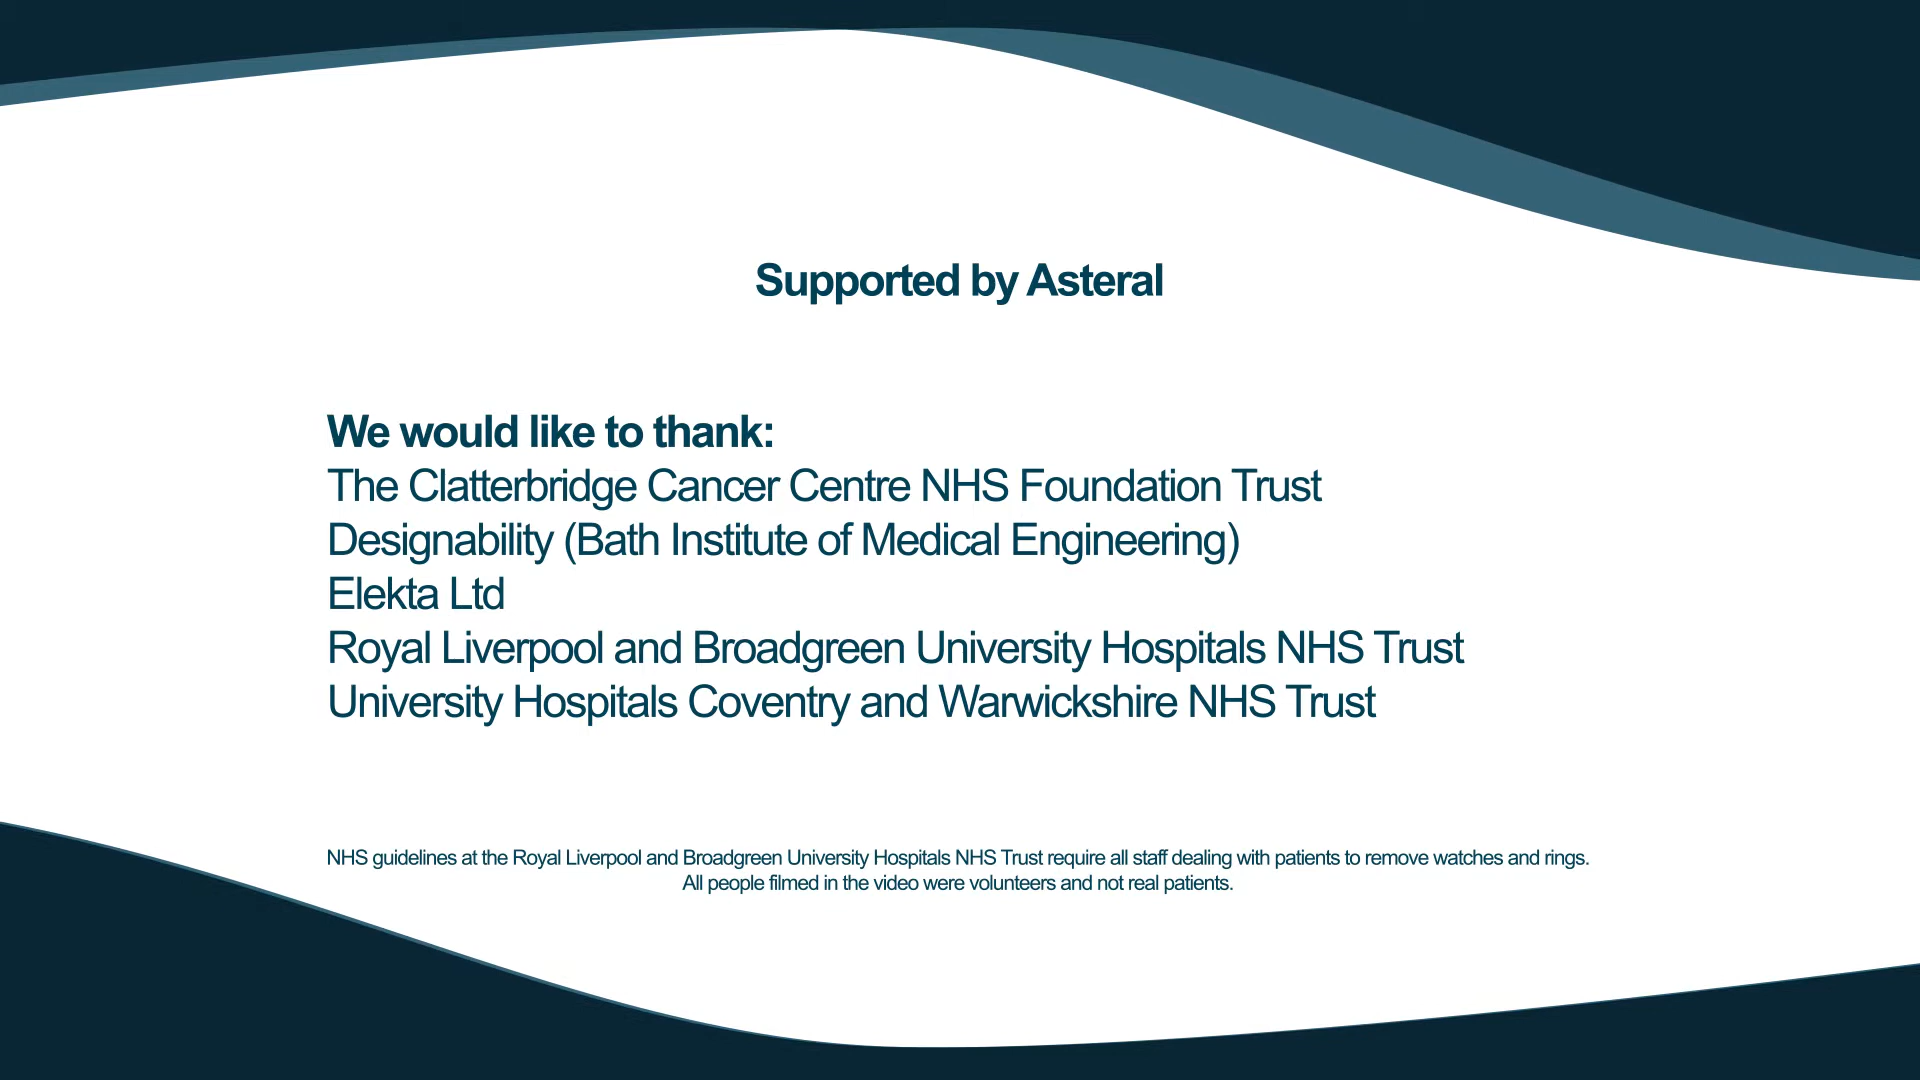 Supported by Asteral
We would like to thank:
The Clatterbridge Cancer Centre NHS Foundation Trust
Designability (Bath Institute of Medical Engineering)
Elekta Ltd
Royal Liverpool and Broadgreen University Hospitals NHS Trust
University Hospitals Coventry and Warwickshire NHS Trust
NHS guidelines at the Royal Liverpool and Broadgreen University Hospitals NHS Trust require all staff dealing with patients to remove watches and rings.
All people filmed in the video were volunteers and not real patients.